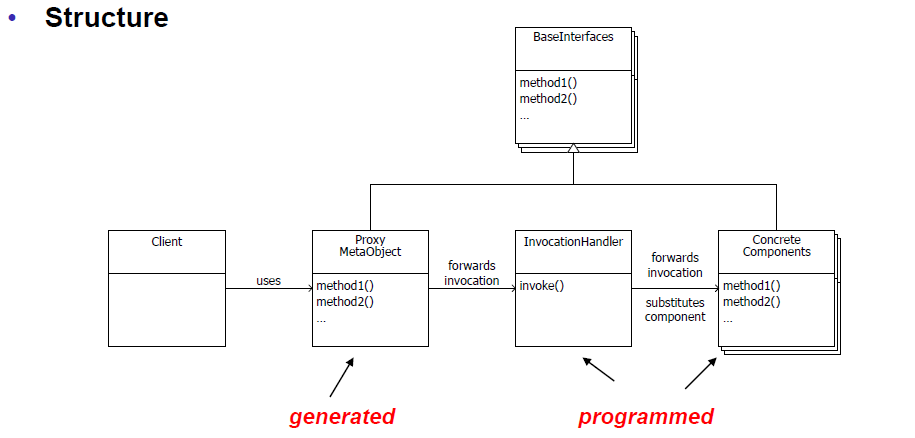 • Structure
BaseInterfaces
method1()
method2()
...
Client
uses
Proxy
MetaObject
method1()
method2()
...
forwards
invocation
InvocationHandler
invoke()
forwards
invocation
substitutes
component
Concrete
Components
method1()
method2()
...
generated
programmed